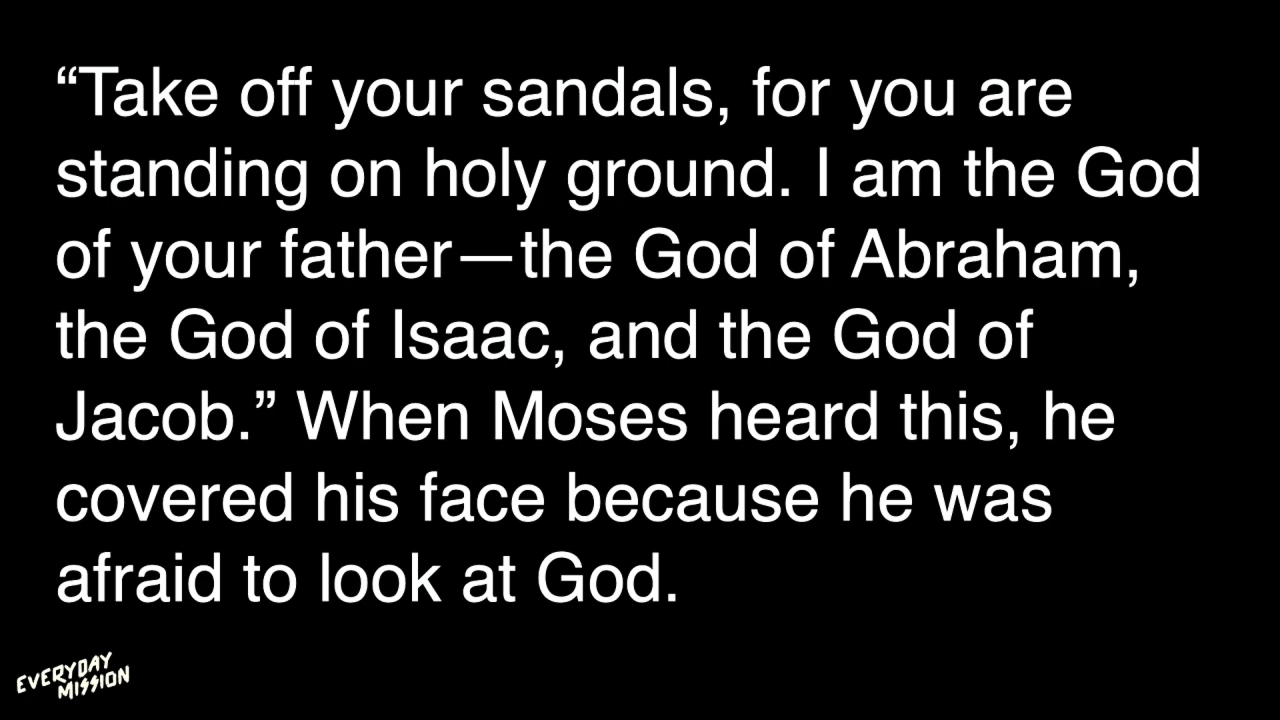 “Take off your sandals, for you are
standing on holy ground. I am the God
of your father—the God of Abraham,
the God of Isaac, and the God of
Jacob.” When Moses heard this, he
covered his face because he was
afraid to look at God.
EVERYDAY
MISSION